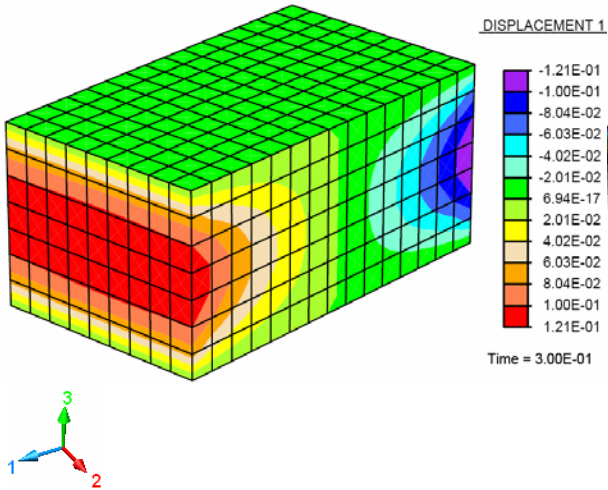 DISPLACEMENT 1
-1.21E-01
-1.00E-01
-8.04E-02
-6.03E-02
-4.02E-02
-2.01E-02
6.94E-17
2.01E-02
4.02E-02
6.03E-02
8.04E-02
1.00E-01
1.21E-01
Time = 3.00E-01
3
1
2